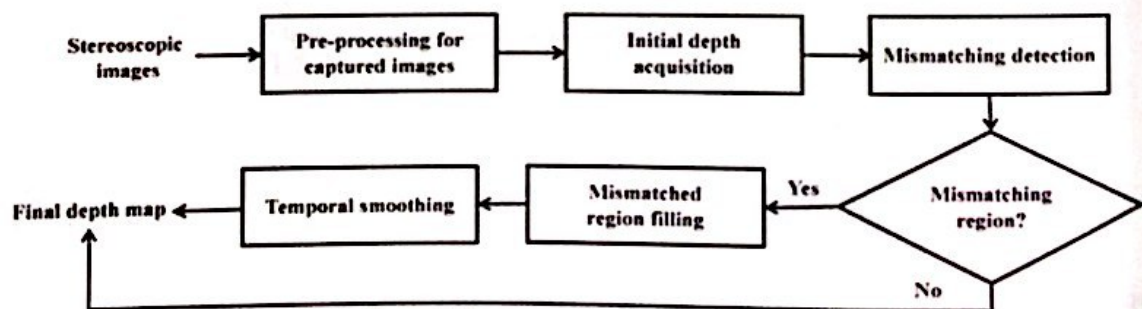 Stereoscopic
images
Pre-processing for
captured images
Initial depth
acquisition
Mismatching detection
Mismatching
region?
Yes
Mismatched
region filling
Temporal smoothing
Final depth map
No